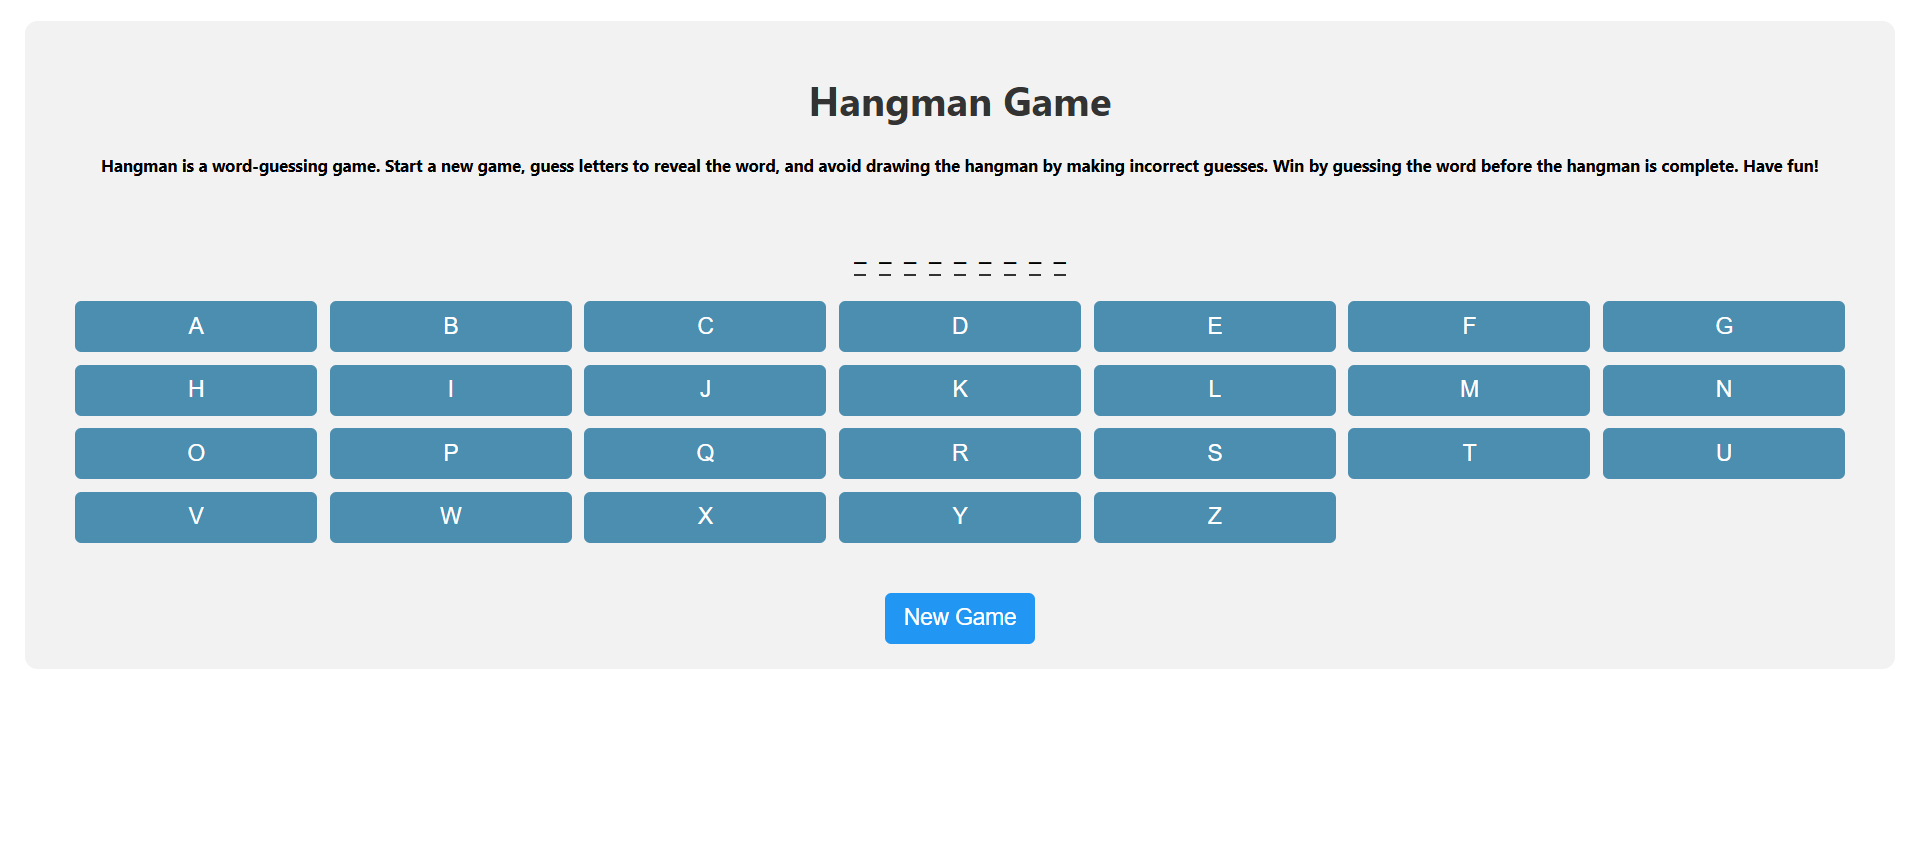 Hangman Game
Hangman is a word-guessing game. Start a new game, guess letters to reveal the word, and avoid drawing the hangman by making incorrect guesses. Win by guessing the word before the hangman is complete. Have fun!
_ _ _ _ _ _ _ _ _
A B C D E F G
H I J K L M N
O P Q R S T U
V W X Y Z
New Game